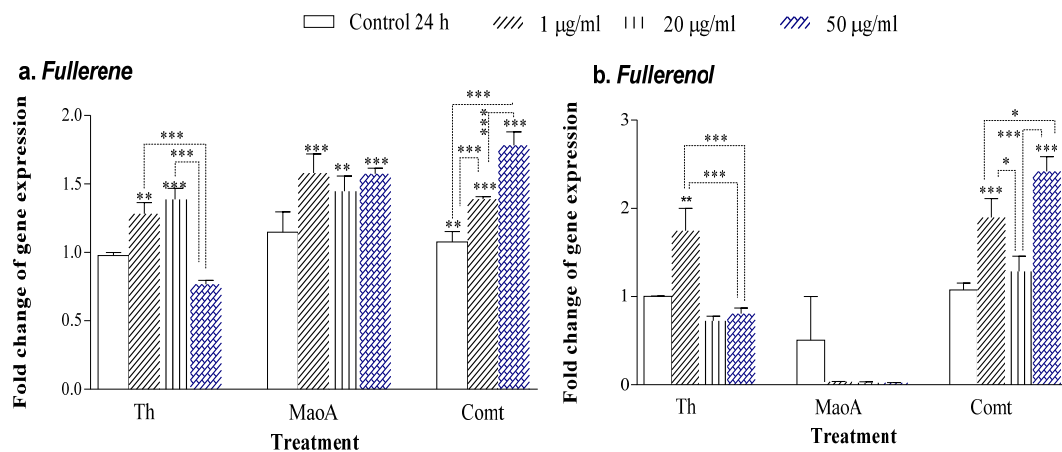 Control 24 h 1 µg/ml 20 µg/ml 50 µg/ml
a. Fullerene
Fold change of gene expression
2.0
1.5
1.0
0.5
0.0
***
***
** *** 
*** ** ***
***
***
***
** *** ***
Th MaoA Comt
Treatment
b. Fullerenol
Fold change of gene expression
3
2
1
0
***
***
**
*
***
*
*** ***
Th MaoA Comt
Treatment